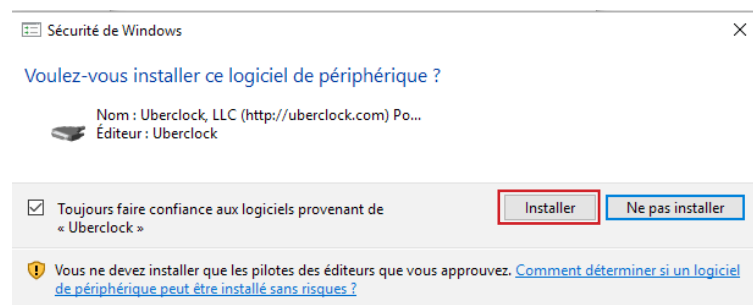 Sécurité de Windows
Voulez-vous installer ce logiciel de périphérique ?
Nom : Uberclock, LLC (http://uberclock.com) Po...
Éditeur : Uberclock
Toujours faire confiance aux logiciels provenant de
« Uberclock »
Installer
Ne pas installer
Vous ne devez installer que les pilotes des éditeurs que vous approuvez. Comment déterminer si un logiciel
de périphérique peut être installé sans risques ?